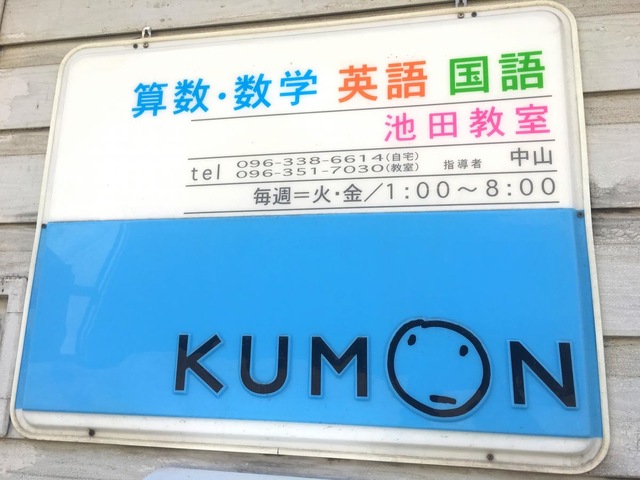 算数・数学 英語 国語
池田教室
tel 096-338-6614(自宅)
096-351-7030(教室) 指導者 中山
毎週=火・金/1:00〜8:00
KUMON